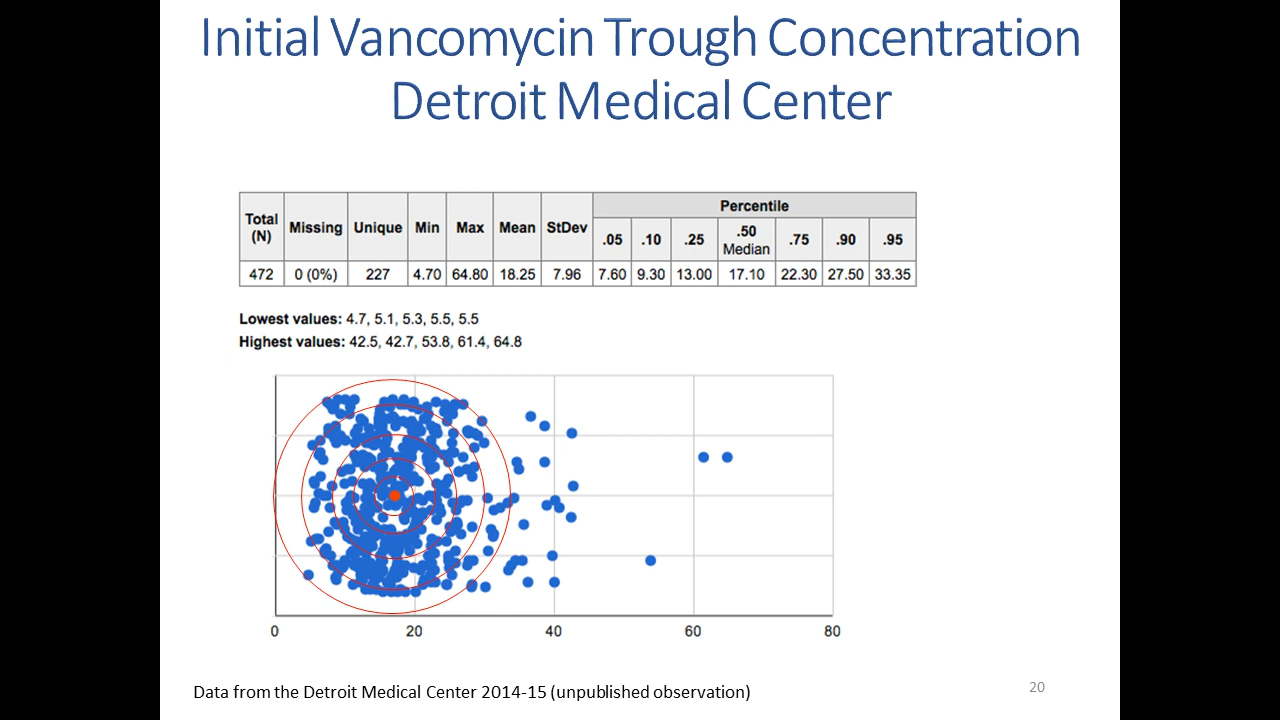 Initial Vancomycin Trough Concentration
Detroit Medical Center
Total (N) Missing Unique Min Max Mean StDev Percentile
.05 .10 .25 .50 Median .75 .90 .95
472 0 (0%) 227 4.70 64.80 18.25 7.96 7.60 9.30 13.00 17.10 22.30 27.50 33.35
Lowest values: 4.7, 5.1, 5.3, 5.5, 5.5
Highest values: 42.5, 42.7, 53.8, 61.4, 64.8
0 20 40 60 80
Data from the Detroit Medical Center 2014-15 (unpublished observation)
20